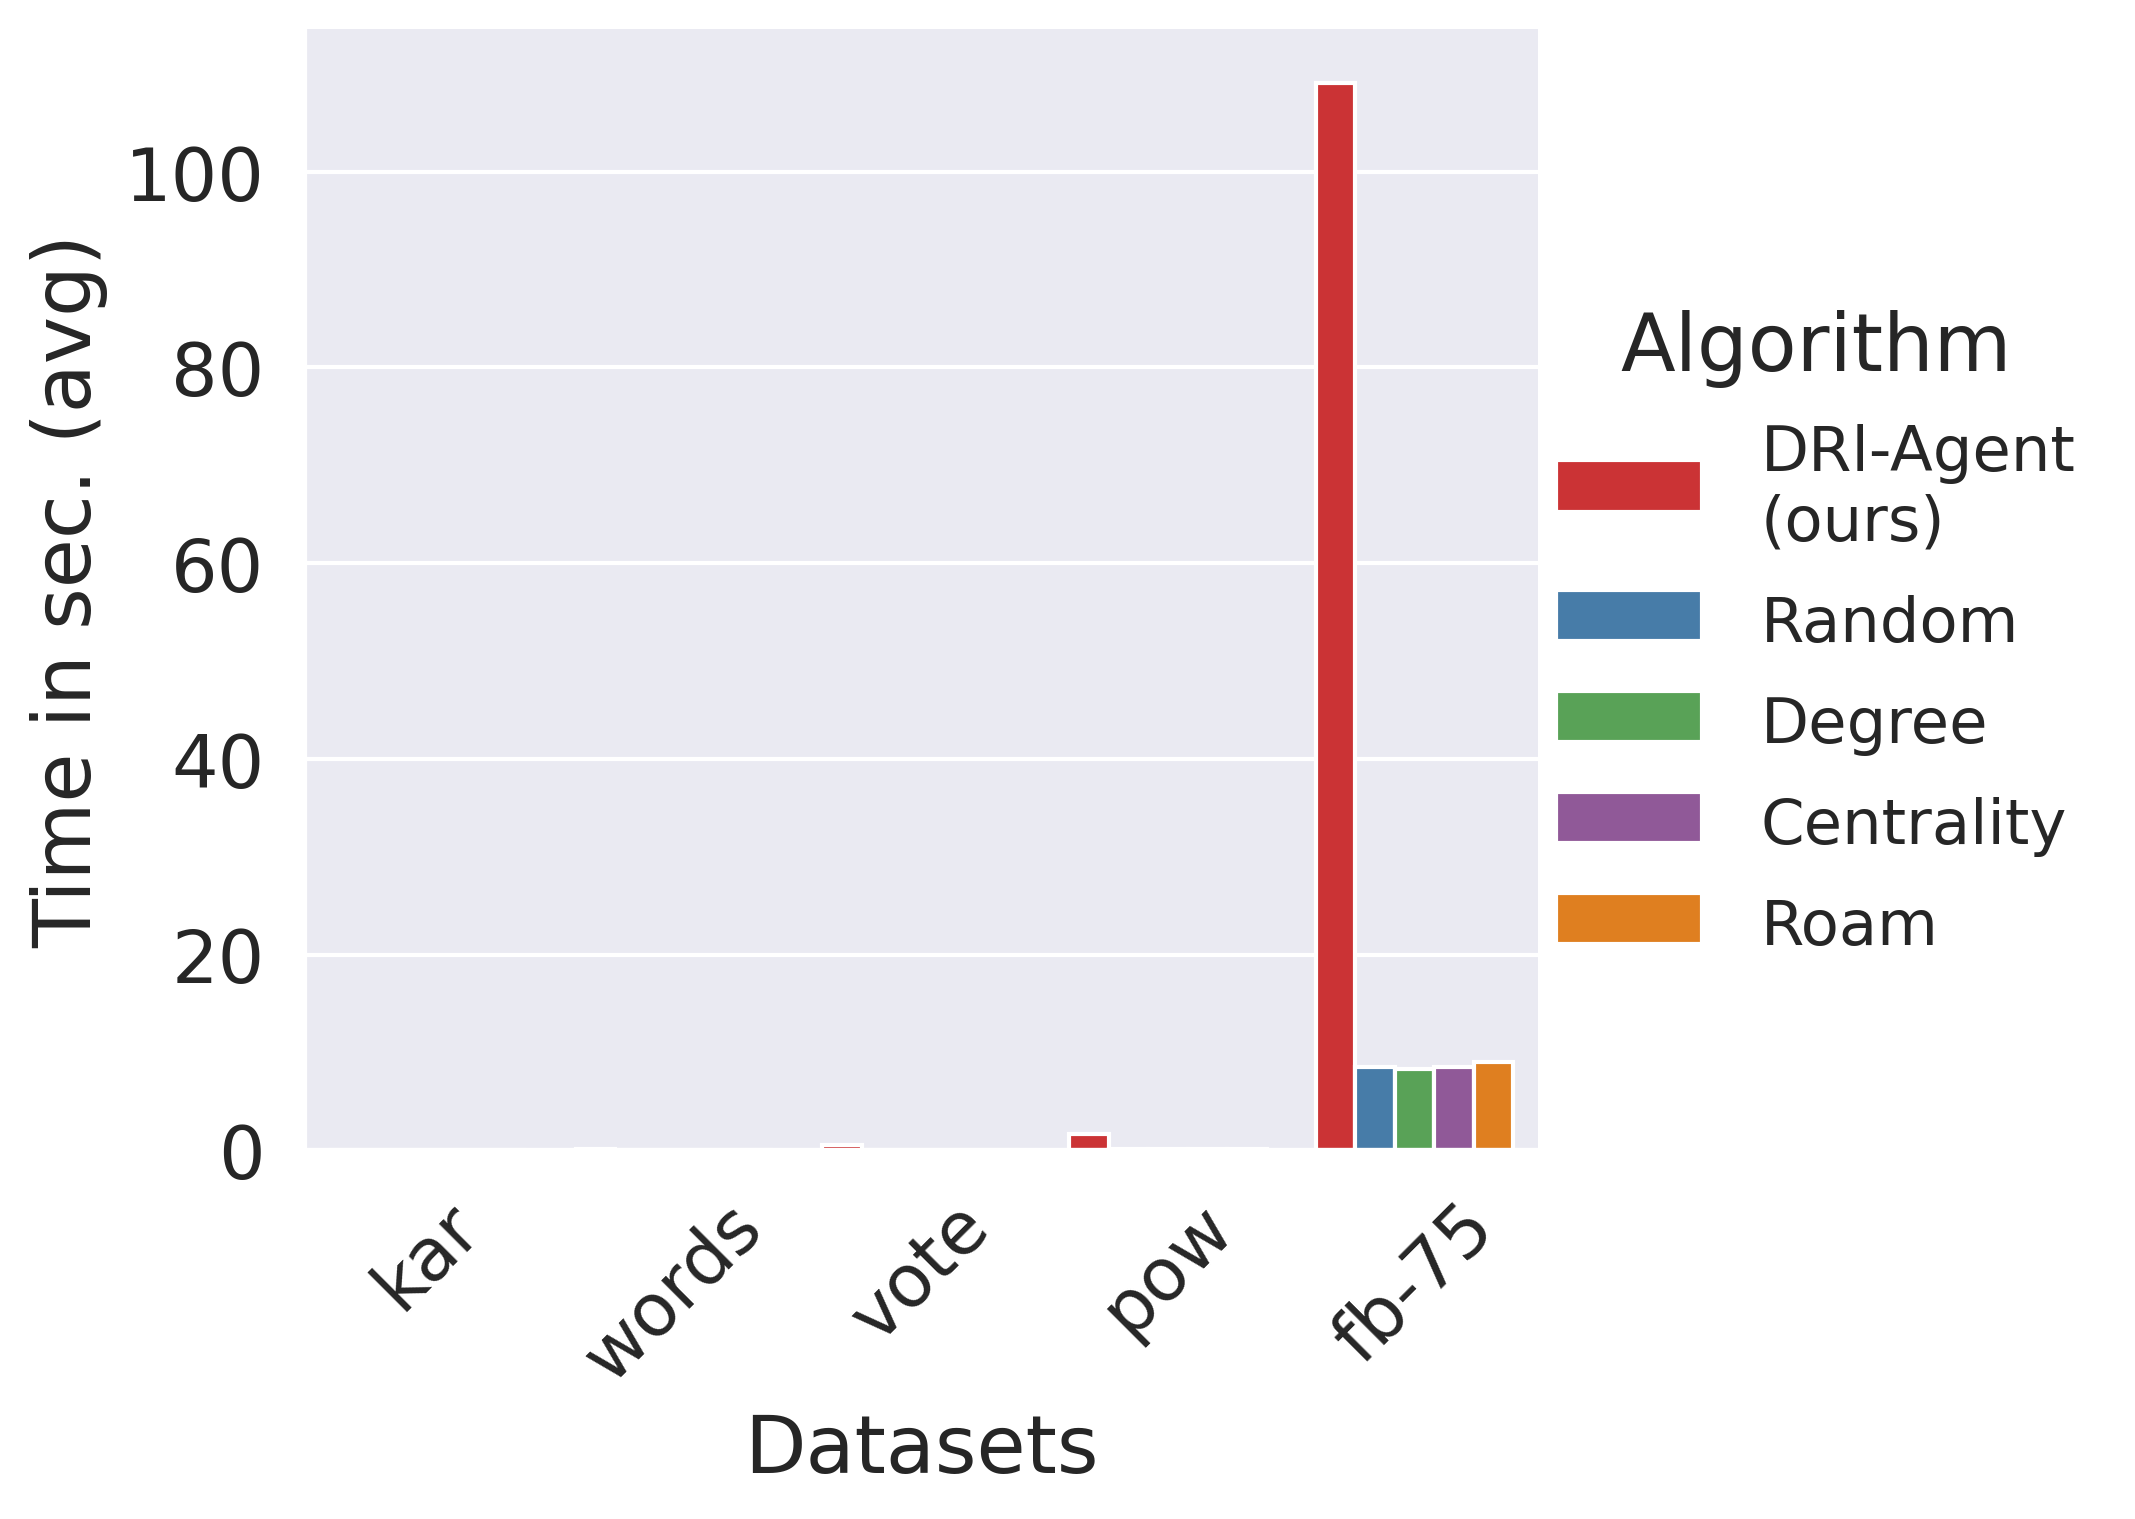 Time in sec. (avg)
100
80
60
40
20
0
kar
words
vote
pow
fb-75
Datasets
Algorithm
DRl-Agent
(ours)
Random
Degree
Centrality
Roam